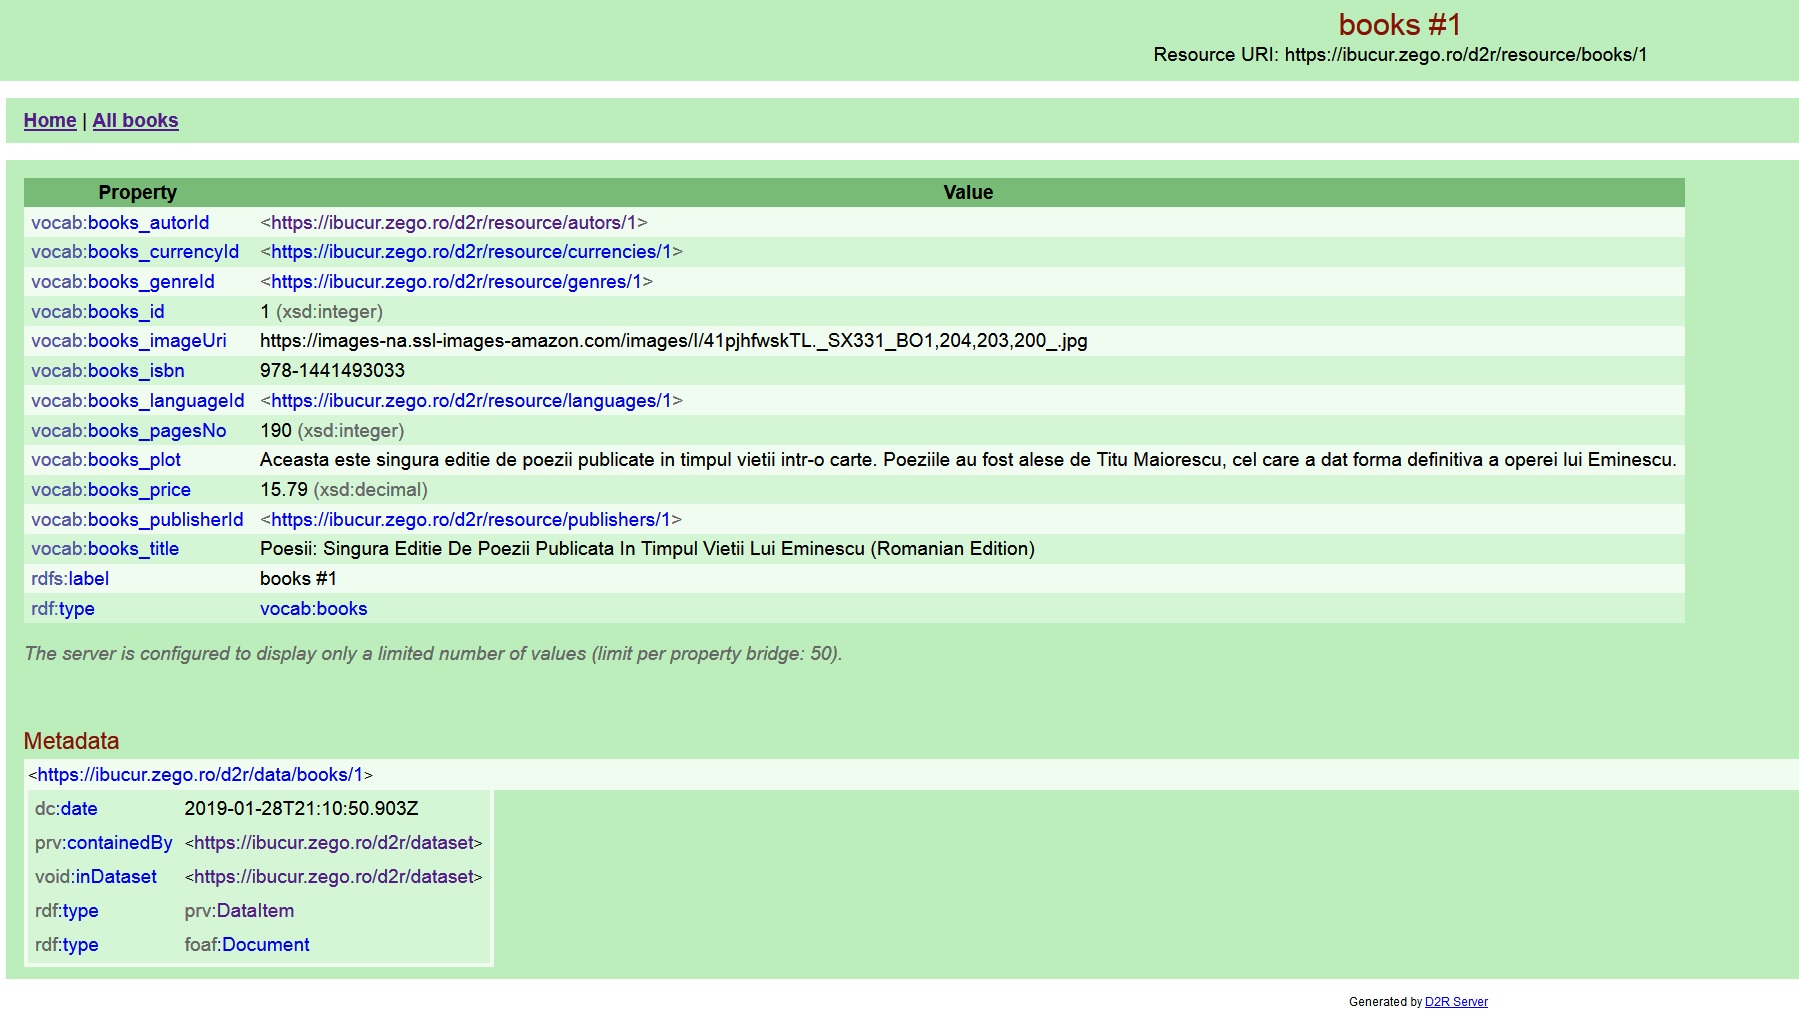 books #1
Resource URI: https://ibucur.zego.ro/d2r/resource/books/1
Home | All books
Property Value
vocab:books_autorId <https://ibucur.zego.ro/d2r/resource/autors/1>
vocab:books_currencyId <https://ibucur.zego.ro/d2r/resource/currencies/1>
vocab:books_genreId <https://ibucur.zego.ro/d2r/resource/genres/1>
vocab:books_id 1 (xsd:integer)
vocab:books_imageUri https://images-na.ssl-images-amazon.com/images/I/41pjhfwskTL._SX331_BO1,204,203,200_.jpg
vocab:books_isbn 978-1441493033
vocab:books_languageId <https://ibucur.zego.ro/d2r/resource/languages/1>
vocab:books_pagesNo 190 (xsd:integer)
vocab:books_plot Aceasta este singura editie de poezii publicate in timpul vietii intr-o carte. Poeziile au fost alese de Titu Maiorescu, cel care a dat forma definitiva a operei lui Eminescu.
vocab:books_price 15.79 (xsd:decimal)
vocab:books_publisherId <https://ibucur.zego.ro/d2r/resource/publishers/1>
vocab:books_title Poesii: Singura Editie De Poezii Publicata In Timpul Vietii Lui Eminescu (Romanian Edition)
rdfs:label books #1
rdf:type vocab:books
The server is configured to display only a limited number of values (limit per property bridge: 50).
Metadata
<https://ibucur.zego.ro/d2r/data/books/1>
dc:date 2019-01-28T21:10:50.903Z
prv:containedBy <https://ibucur.zego.ro/d2r/dataset>
void:inDataset <https://ibucur.zego.ro/d2r/dataset>
rdf:type prv:DataItem
rdf:type foaf:Document
Generated by D2R Server